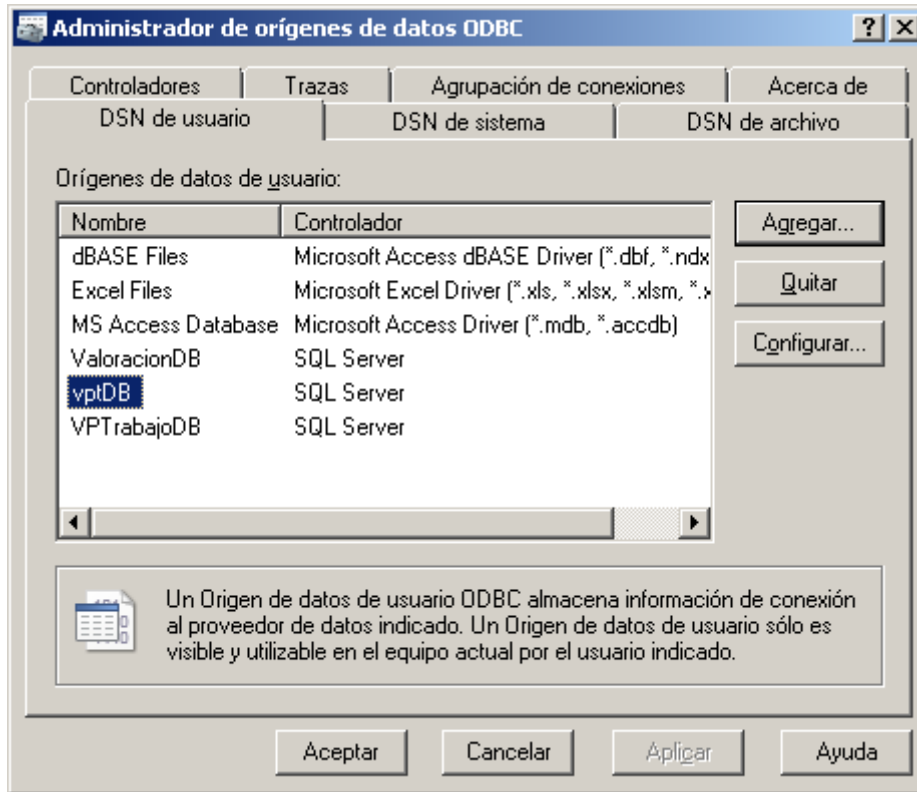 Administrador de orígenes de datos ODBC
Controladores Trazas Agrupación de conexiones Acerca de
DSN de usuario DSN de sistema DSN de archivo
Orígenes de datos de usuario:
Nombre Controlador
dBASE Files Microsoft Access dBASE Driver (*.dbf, *.ndx
Excel Files Microsoft Excel Driver (*.xls, *.xlsx, *.xlsm, *.x
MS Access Database Microsoft Access Driver (*.mdb, *.accdb)
ValoracionDB SQL Server
vptDB SQL Server
VPTrabajoDB SQL Server
Agregar...
Quitar
Configurar...
Un Origen de datos de usuario ODBC almacena información de conexión
al proveedor de datos indicado. Un Origen de datos de usuario sólo es
visible y utilizable en el equipo actual por el usuario indicado.
Aceptar Cancelar Aplicar Ayuda